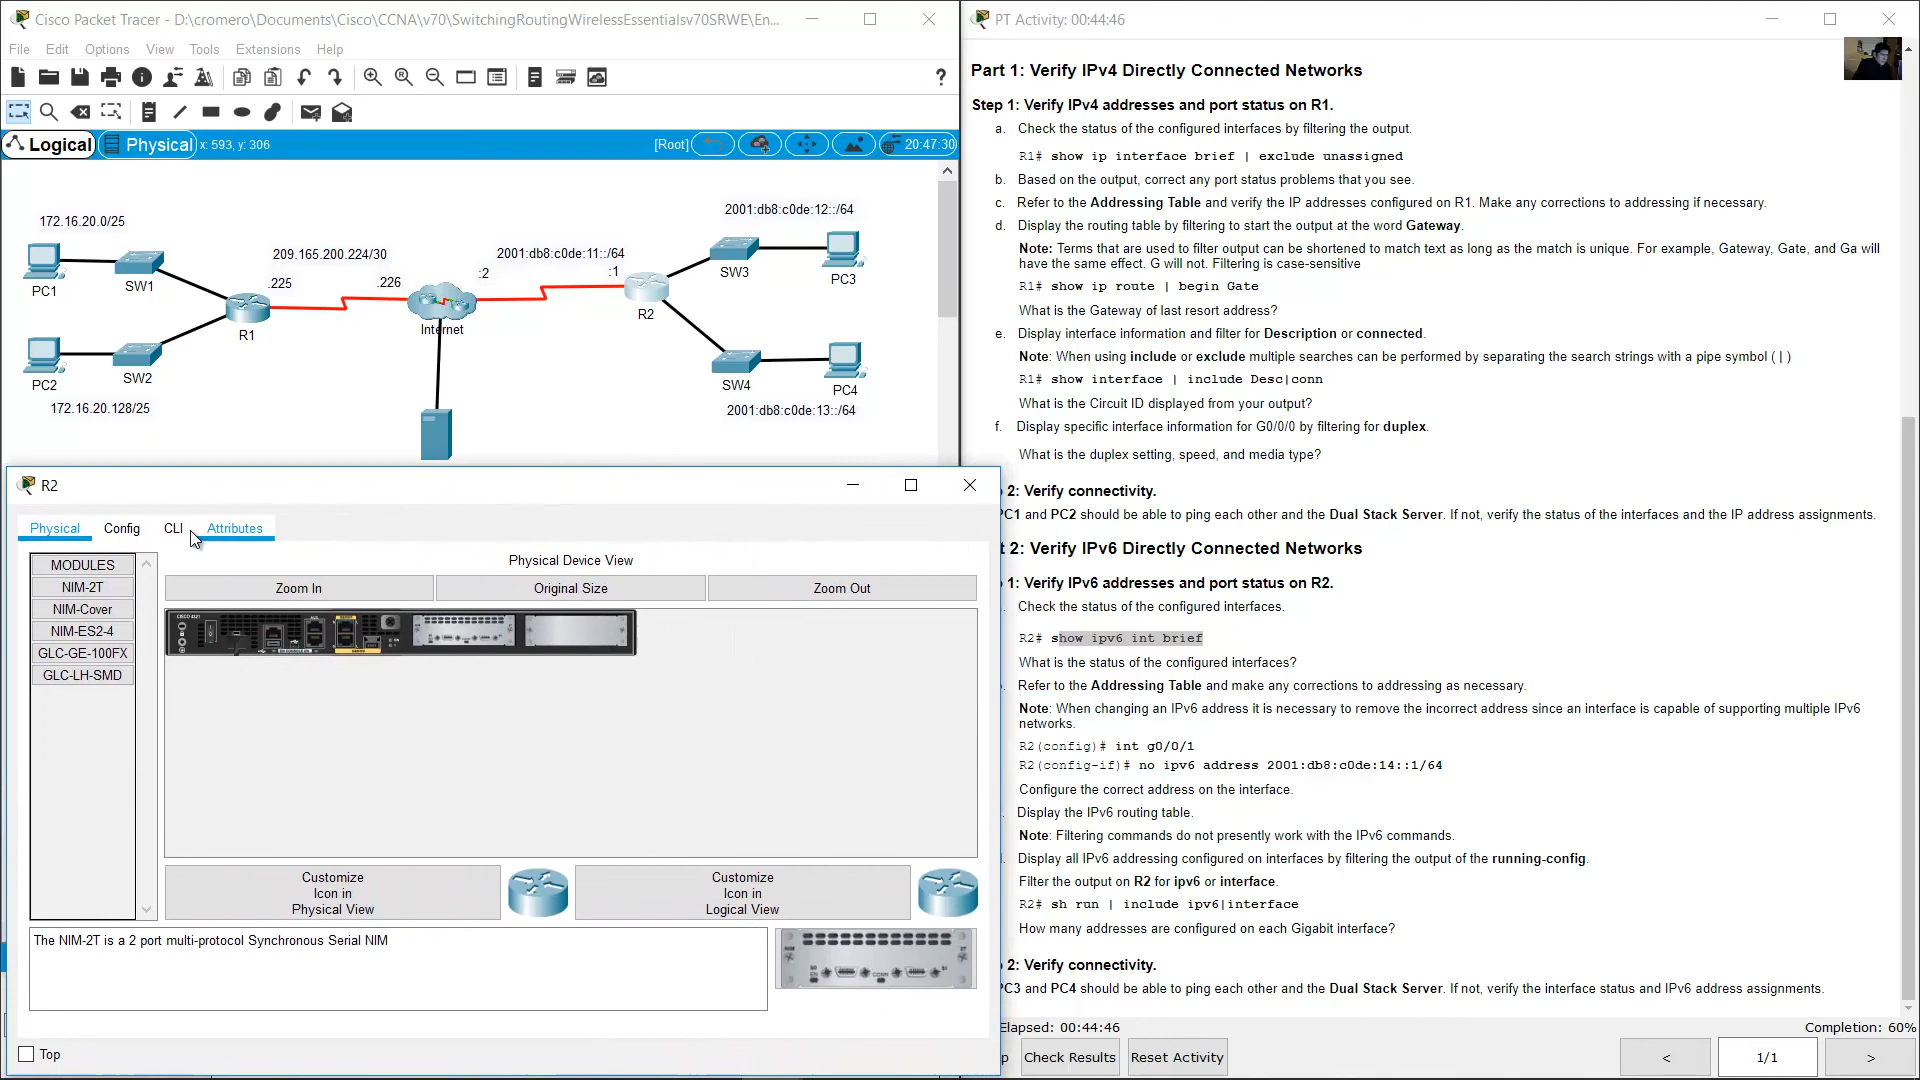 Cisco Packet Tracer - D:\cromero\Documents\Cisco\CCNA\v70\SwitchingRoutingWirelessEssentialsv70SRWE\En...
File Edit Options View Tools Extensions Help
Logical
Physical
x: 593, y: 306
[Root]
20:47:30
172.16.20.0/25
2001:db8:c0de:12::/64
209.165.200.224/30
2001:db8:c0de:11::/64
PC1
SW1
.225
.226
:2
:1
SW3
PC3
R1
Internet
R2
PC2
SW2
SW4
PC4
172.16.20.128/25
2001:db8:c0de:13::/64
R2
Physical
Config
CLI
Attributes
MODULES
NIM-2T
NIM-Cover
NIM-ES2-4
GLC-GE-100FX
GLC-LH-SMD
Physical Device View
Zoom In
Original Size
Zoom Out
Customize
Icon in
Physical View
Customize
Icon in
Logical View
The NIM-2T is a 2 port multi-protocol Synchronous Serial NIM
Top
PT Activity: 00:44:46
Part 1: Verify IPv4 Directly Connected Networks
Step 1: Verify IPv4 addresses and port status on R1.
a. Check the status of the configured interfaces by filtering the output.
R1# show ip interface brief | exclude unassigned
b. Based on the output, correct any port status problems that you see.
c. Refer to the Addressing Table and verify the IP addresses configured on R1. Make any corrections to addressing if necessary.
d. Display the routing table by filtering to start the output at the word Gateway.
Note: Terms that are used to filter output can be shortened to match text as long as the match is unique. For example, Gateway, Gate, and Ga will
have the same effect. G will not. Filtering is case-sensitive
R1# show ip route | begin Gate
What is the Gateway of last resort address?
e. Display interface information and filter for Description or connected.
Note: When using include or exclude multiple searches can be performed by separating the search strings with a pipe symbol ( | )
R1# show interface | include Desc|conn
What is the Circuit ID displayed from your output?
f. Display specific interface information for G0/0/0 by filtering for duplex.
What is the duplex setting, speed, and media type?
2: Verify connectivity.
PC1 and PC2 should be able to ping each other and the Dual Stack Server. If not, verify the status of the interfaces and the IP address assignments.
t 2: Verify IPv6 Directly Connected Networks
1: Verify IPv6 addresses and port status on R2.
Check the status of the configured interfaces.
R2# show ipv6 int brief
What is the status of the configured interfaces?
Refer to the Addressing Table and make any corrections to addressing as necessary.
Note: When changing an IPv6 address it is necessary to remove the incorrect address since an interface is capable of supporting multiple IPv6
networks.
R2(config)# int g0/0/1
R2(config-if)# no ipv6 address 2001:db8:c0de:14::1/64
Configure the correct address on the interface.
Display the IPv6 routing table.
Note: Filtering commands do not presently work with the IPv6 commands.
Display all IPv6 addressing configured on interfaces by filtering the output of the running-config.
Filter the output on R2 for ipv6 or interface.
R2# sh run | include ipv6|interface
How many addresses are configured on each Gigabit interface?
2: Verify connectivity.
PC3 and PC4 should be able to ping each other and the Dual Stack Server. If not, verify the interface status and IPv6 address assignments.
Elapsed: 00:44:46
Completion: 60%
p
Check Results
Reset Activity
<
1/1
>